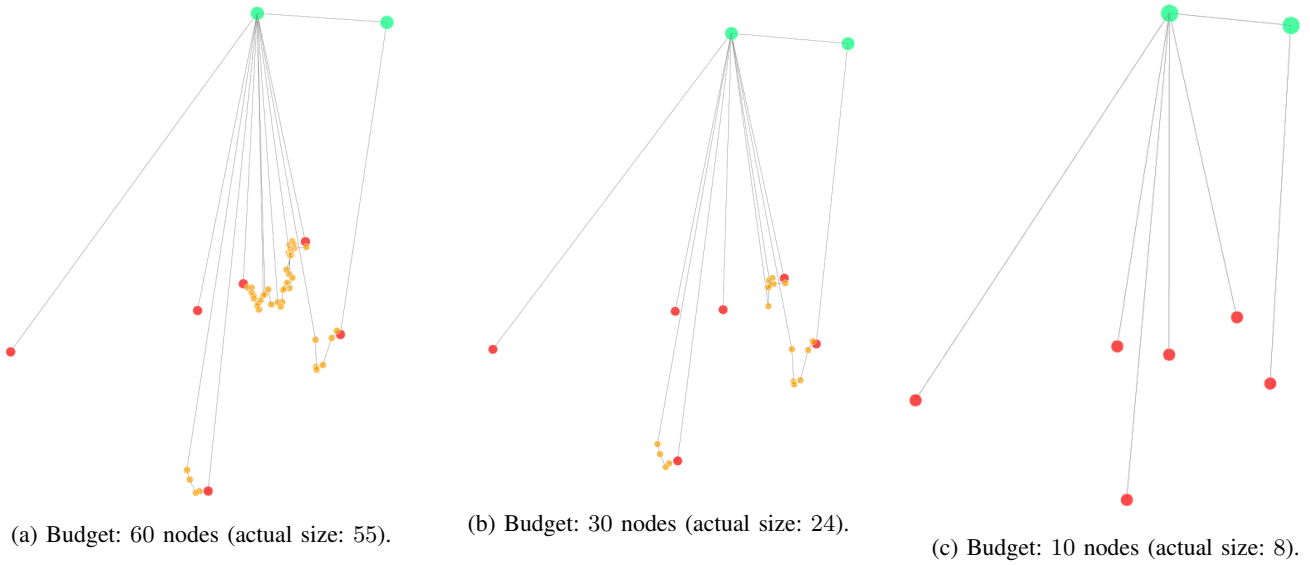 (a) Budget: 60 nodes (actual size: 55).
(b) Budget: 30 nodes (actual size: 24).
(c) Budget: 10 nodes (actual size: 8).